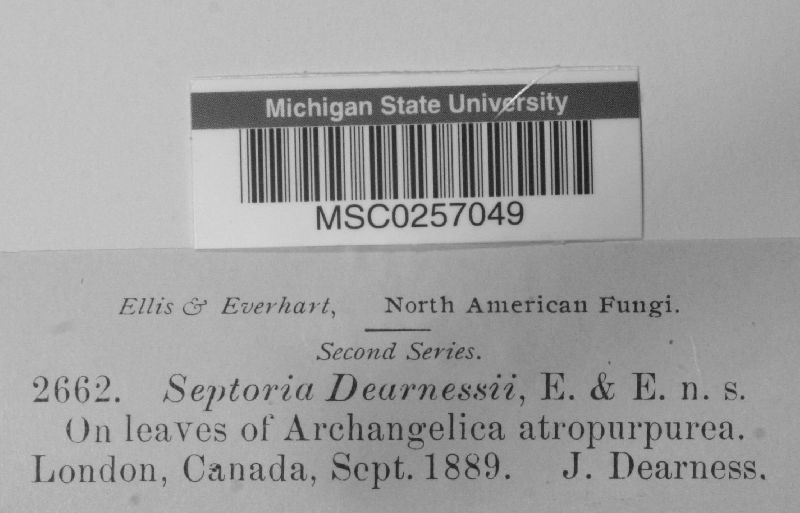 Michigan State University
MSC0257049
Ellis & Everhart, North American Fungi.
Second Series.
2662. Septoria Dearnessii, E. & E. n. s.
On leaves of Archangelica atropurpurea.
London, Canada, Sept. 1889. J. Dearness.